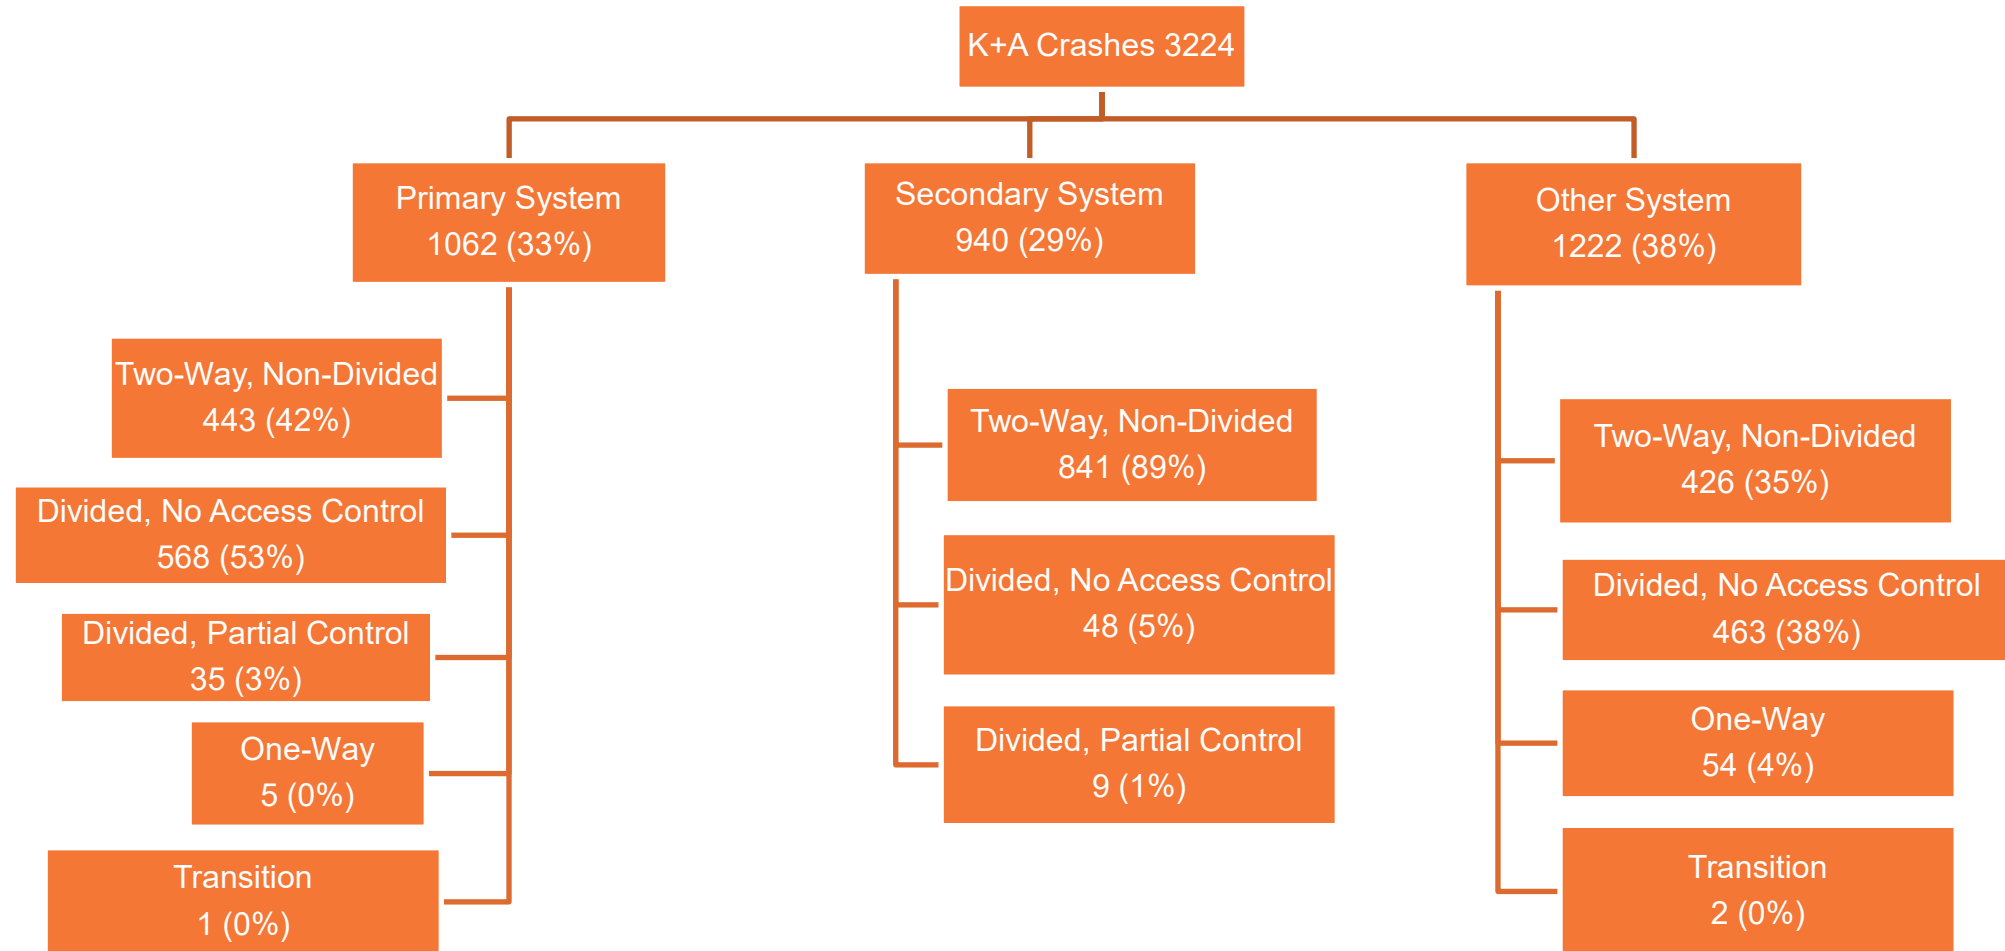 K+A Crashes 3224
Primary System
1062 (33%)
Two-Way, Non-Divided
443 (42%)
Divided, No Access Control
568 (53%)
Divided, Partial Control
35 (3%)
One-Way
5 (0%)
Transition
1 (0%)
Secondary System
940 (29%)
Two-Way, Non-Divided
841 (89%)
Divided, No Access Control
48 (5%)
Divided, Partial Control
9 (1%)
Other System
1222 (38%)
Two-Way, Non-Divided
426 (35%)
Divided, No Access Control
463 (38%)
One-Way
54 (4%)
Transition
2 (0%)